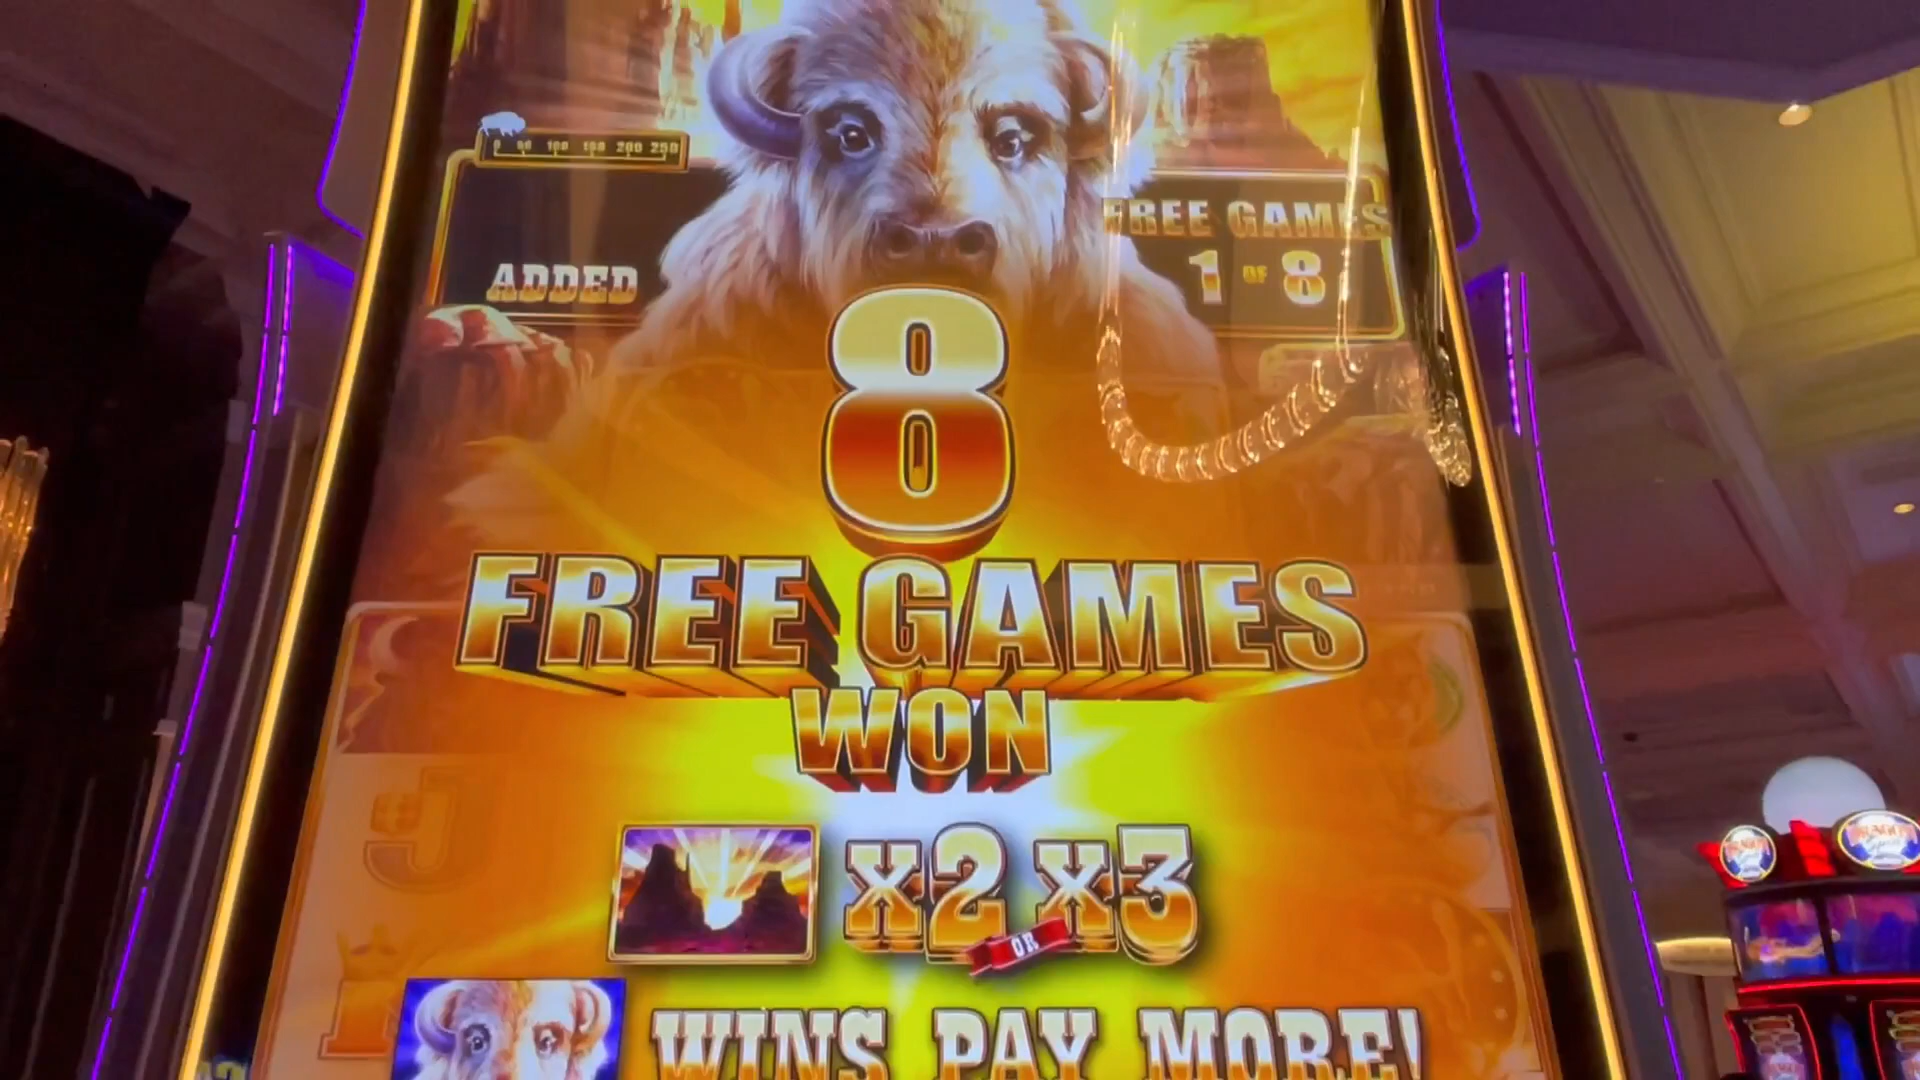 0 50 100 150 200 250
ADDED
FREE GAMES
1 OF 8
8
FREE GAMES
WON
x2 OR x3
WINS PAY MORE!
J
DRAGON